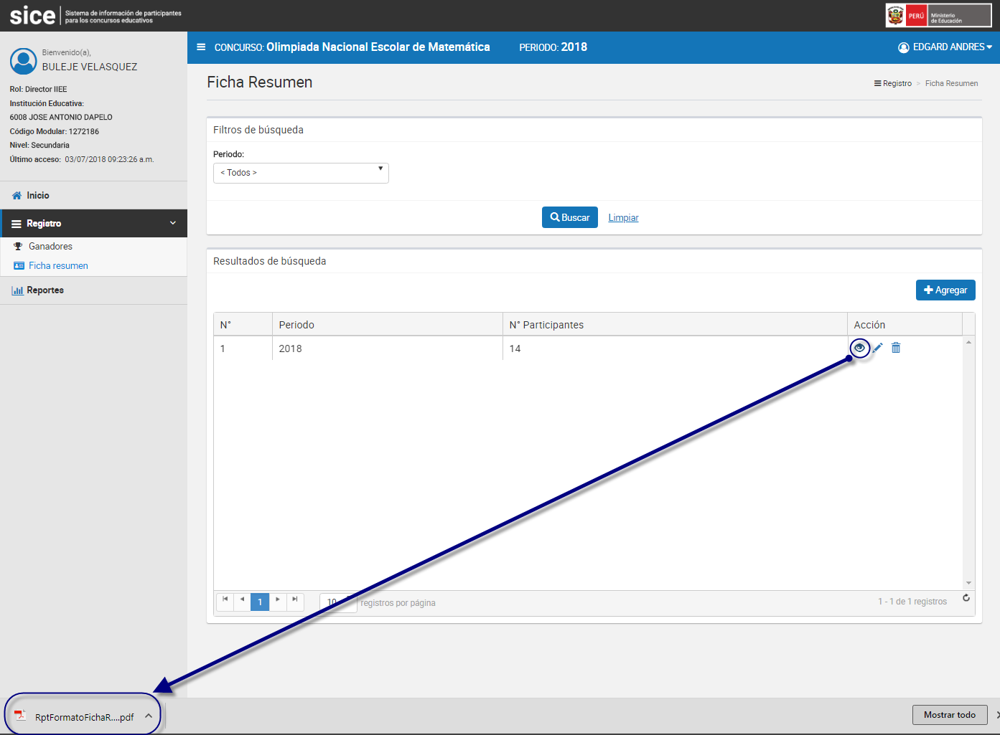 sice
Sistema de información de participantes
para los concursos educativos
PERÚ
Ministerio
de Educación
Bienvenido(a),
BULEJE VELASQUEZ
CONCURSO: Olimpiada Nacional Escolar de Matemática
PERIODO: 2018
EDGARD ANDRES
Rol: Director IIEE
Institución Educativa:
6008 JOSE ANTONIO DAPELO
Código Modular: 1272186
Nivel: Secundaria
Último acceso: 03/07/2018 09:23:26 a.m.
Inicio
Registro
Ganadores
Ficha resumen
Reportes
Ficha Resumen
Registro > Ficha Resumen
Filtros de búsqueda
Periodo:
< Todos >
Buscar
Limpiar
Resultados de búsqueda
Agregar
N° Periodo N° Participantes Acción
1 2018 14
1
10
registros por página
1 - 1 de 1 registros
RptFormatoFichaR....pdf
Mostrar todo